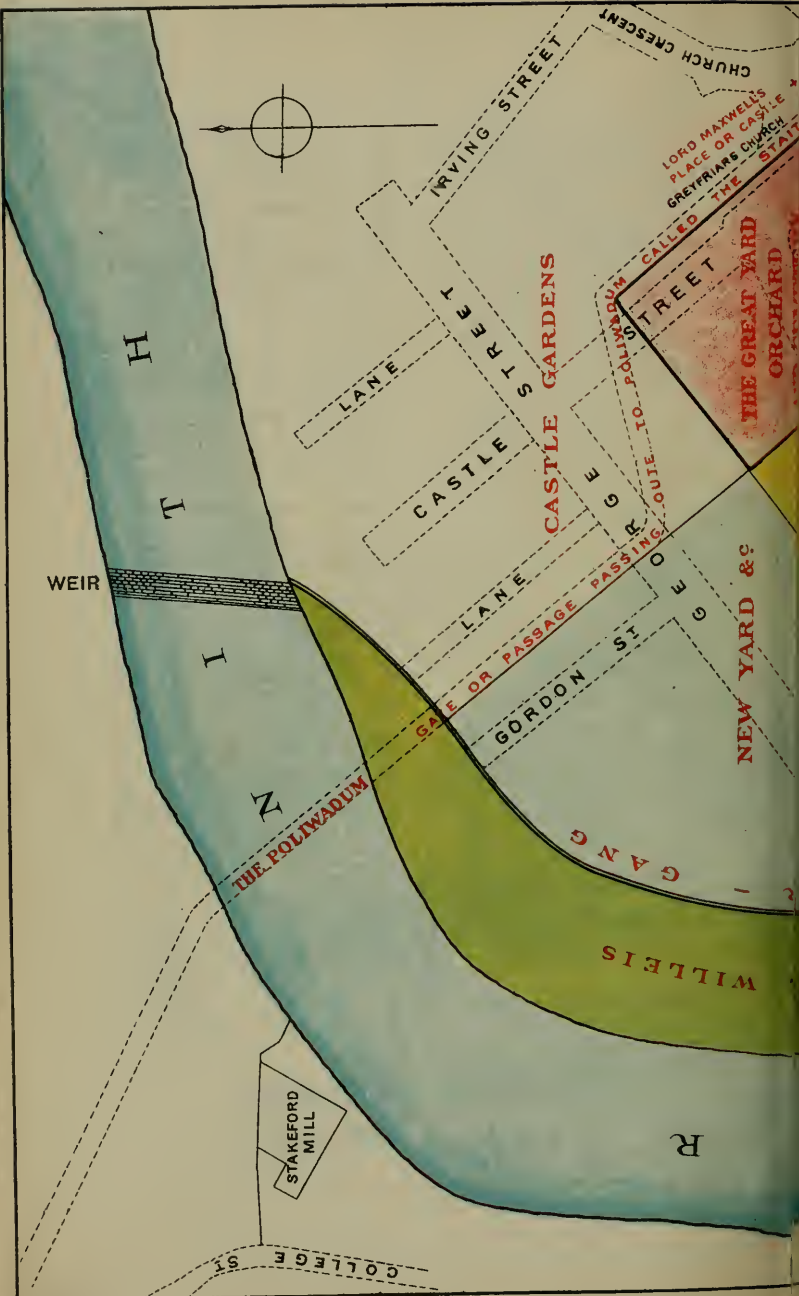 CHURCH CRESCENT
IRVING STREET
LORD MAXWELL'S
PLACE OR CASTLE
GREYFRIARS CHURCH
CALLED THE
STREET
THE GREAT YARD
ORCHARD
CASTLE GARDENS
LANE
CASTLE STREET
GEORGE STREET
LANE
GORDON ST
GATE OR PASSAGE PASSING OUTE TO POLIWADUM
NEW YARD &c
THE POLIWADUM
WEIR
H
T
I
N
R
GANG
WILLEIS
STAKEFORD
MILL
COLLEGE ST